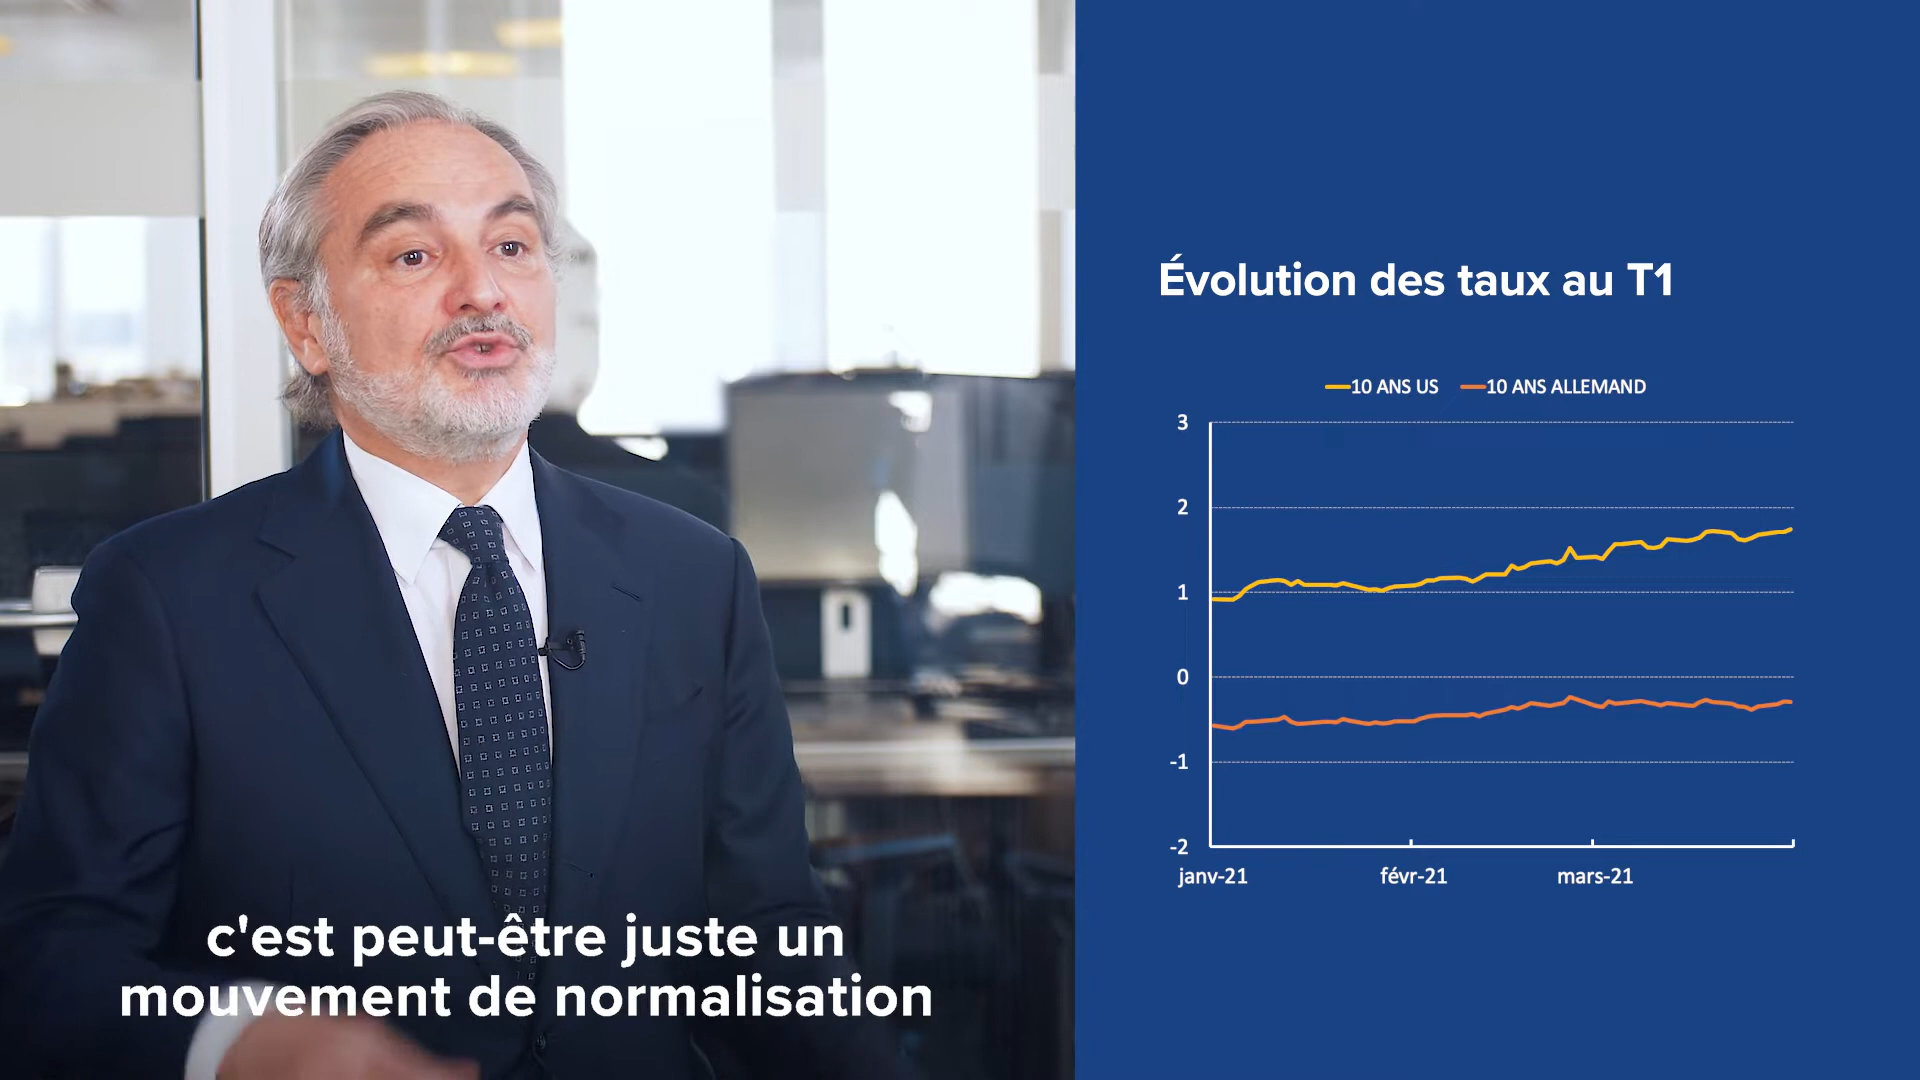 Évolution des taux au T1
10 ANS US 10 ANS ALLEMAND
3
2
1
0
-1
-2
janv-21 févr-21 mars-21
c'est peut-être juste un
mouvement de normalisation